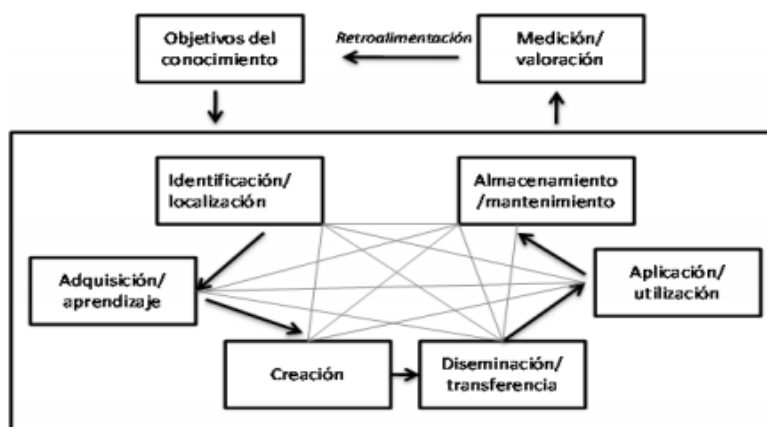 Objetivos del
conocimiento
Retroalimentación
Medición/
valoración
Identificación/
localización
Almacenamiento
/mantenimiento
Adquisición/
aprendizaje
Aplicación/
utilización
Creación
Diseminación/
transferencia